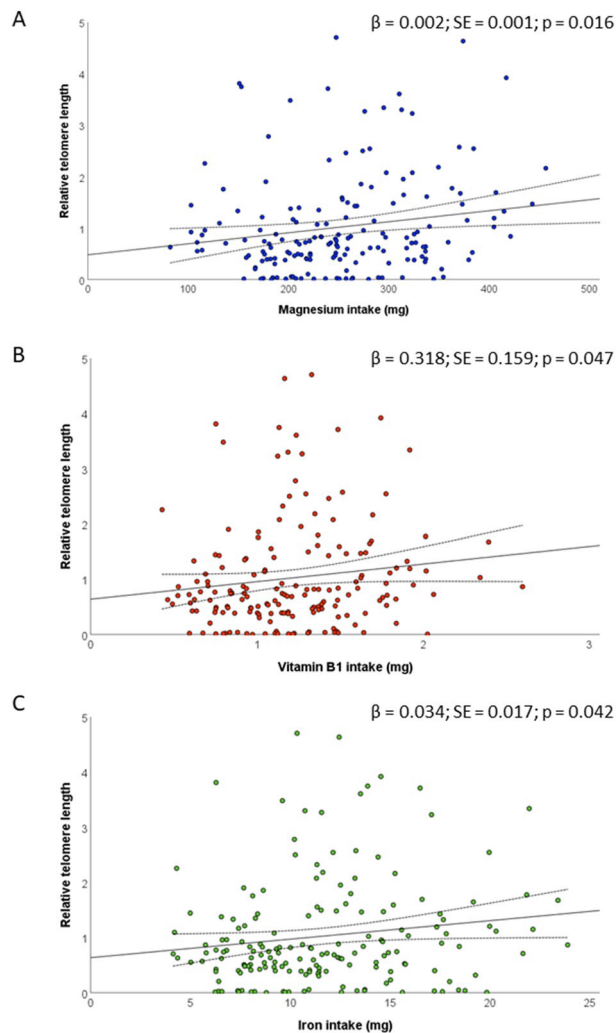 A
β = 0.002; SE = 0.001; p = 0.016
5
4
3
2
1
0
Relative telomere length
0 100 200 300 400 500
Magnesium intake (mg)
B
β = 0.318; SE = 0.159; p = 0.047
5
4
3
2
1
0
Relative telomere length
0 1 2 3
Vitamin B1 intake (mg)
C
β = 0.034; SE = 0.017; p = 0.042
5
4
3
2
1
0
Relative telomere length
0 5 10 15 20 25
Iron intake (mg)